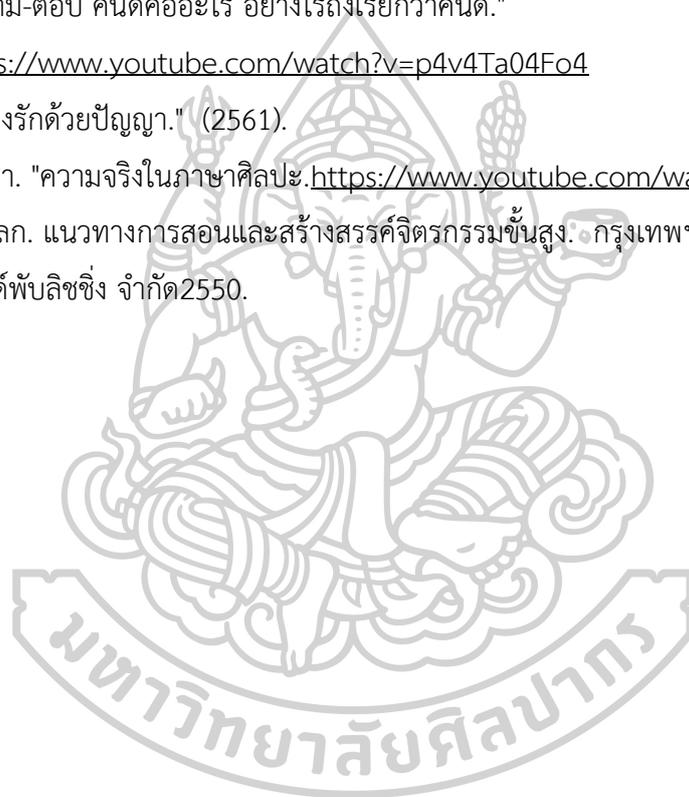 าม-ตอบ คนดีคืออะไร อย่างไรถึงเรียกว่าคนดี."
s://www.youtube.com/watch?v=p4v4Ta04Fo4
งรักด้วยปัญญา." (2561).
า. "ความจริงในภาษาศิลปะ.https://www.youtube.com/wa
ลก. แนวทางการสอนและสร้างสรรค์จิตรกรรมขั้นสูง. กรุงเทพฯ
ด์พับลิชชิ่ง จำกัด2550.
มหาวิทยาลัยศิลปากร